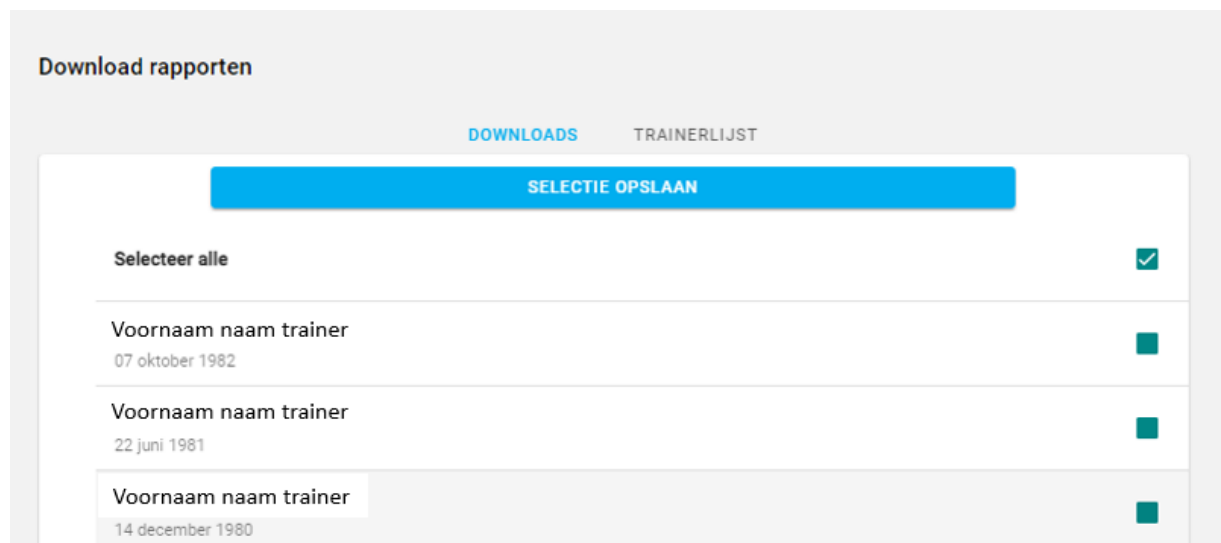 Download rapporten
DOWNLOADS TRAINERLIJST
SELECTIE OPSLAAN
Selecteer alle
Voornaam naam trainer
07 oktober 1982
Voornaam naam trainer
22 juni 1981
Voornaam naam trainer
14 december 1980